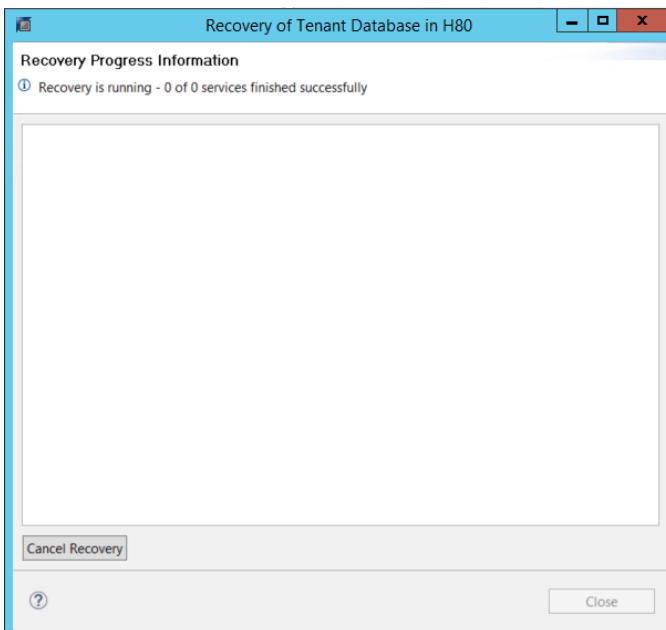 Recovery of Tenant Database in H80
Recovery Progress Information
Recovery is running - 0 of 0 services finished successfully
Cancel Recovery
Close